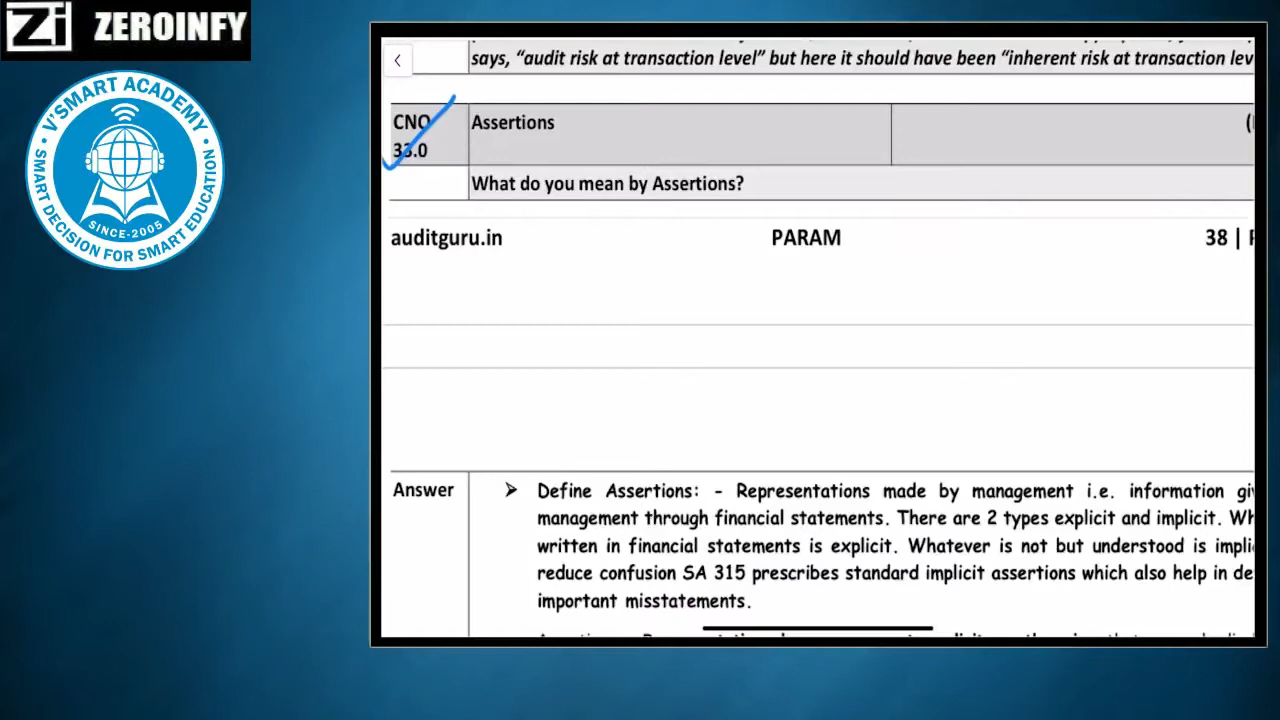 Zi ZEROINFY
V'SMART ACADEMY
SMART DECISION FOR SMART EDUCATION
SINCE-2005
says, “audit risk at transaction level” but here it should have been “inherent risk at transaction lev
CNO Assertions
33.0
What do you mean by Assertions?
auditguru.in PARAM 38 |
Answer ➢ Define Assertions: - Representations made by management i.e. information gi
management through financial statements. There are 2 types explicit and implicit. Wh
written in financial statements is explicit. Whatever is not but understood is impli
reduce confusion SA 315 prescribes standard implicit assertions which also help in de
important misstatements.